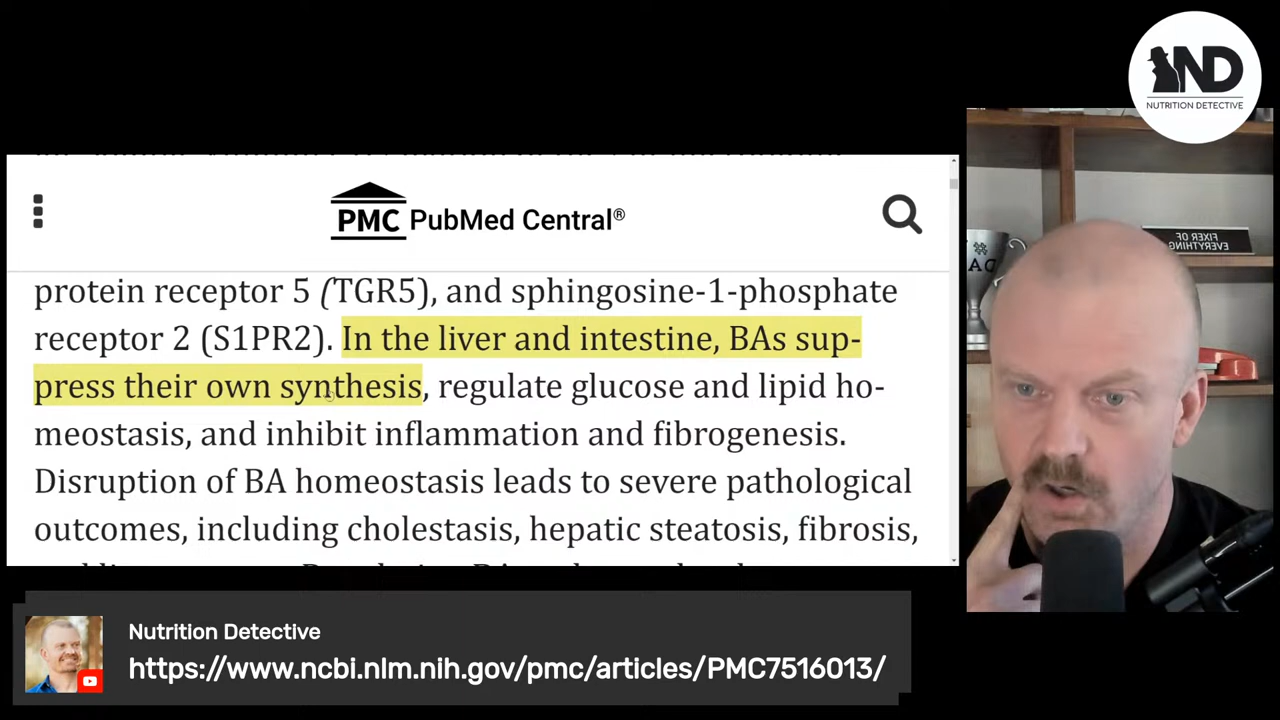 ND
NUTRITION DETECTIVE
PMC PubMed Central®
FIXER OF
EVERYTHING
DA
protein receptor 5 (TGR5), and sphingosine-1-phosphate
receptor 2 (S1PR2). In the liver and intestine, BAs sup-
press their own synthesis, regulate glucose and lipid ho-
meostasis, and inhibit inflammation and fibrogenesis.
Disruption of BA homeostasis leads to severe pathological
outcomes, including cholestasis, hepatic steatosis, fibrosis,
Nutrition Detective
https://www.ncbi.nlm.nih.gov/pmc/articles/PMC7516013/